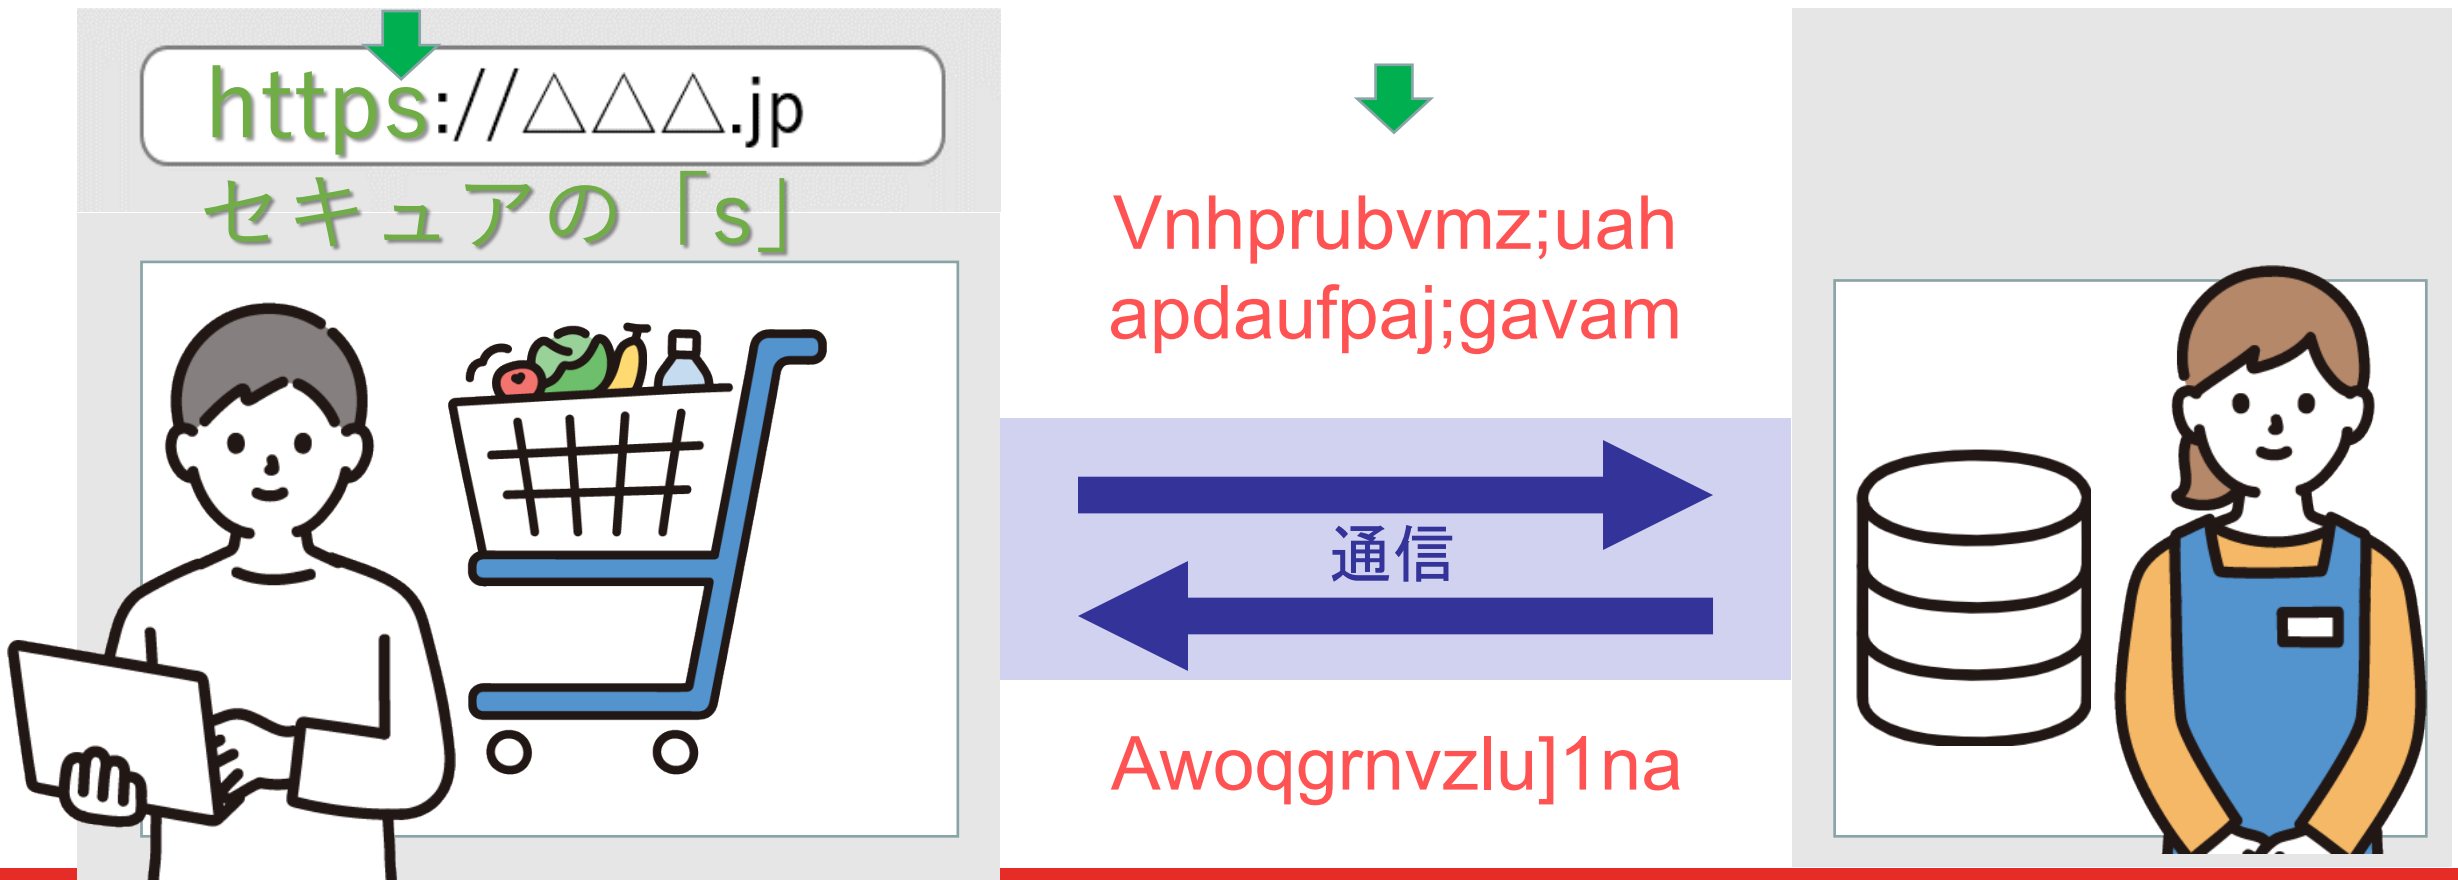 https://△△△.jp
セキュアの「s」
Vnhprubvmz;uah
apdaufpaj;gavam
通信
Awoqgrnvzlu]1na